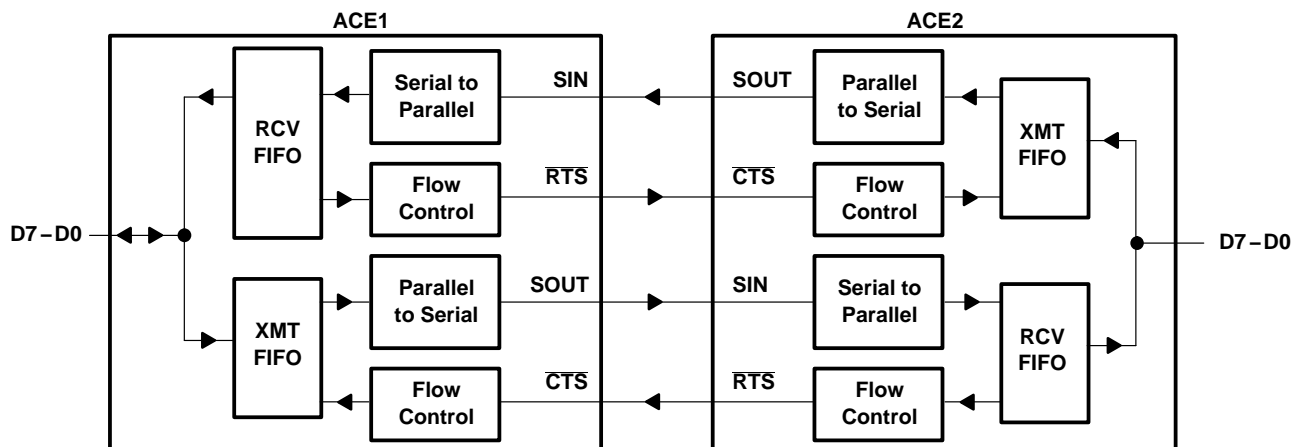 ACE1
ACE2
RCV
FIFO
Serial to
Parallel
SIN
SOUT
Parallel
to Serial
XMT
FIFO
Flow
Control
RTS
CTS
Flow
Control
D7–D0
D7–D0
XMT
FIFO
Parallel
to Serial
SOUT
SIN
Serial to
Parallel
RCV
FIFO
Flow
Control
CTS
RTS
Flow
Control